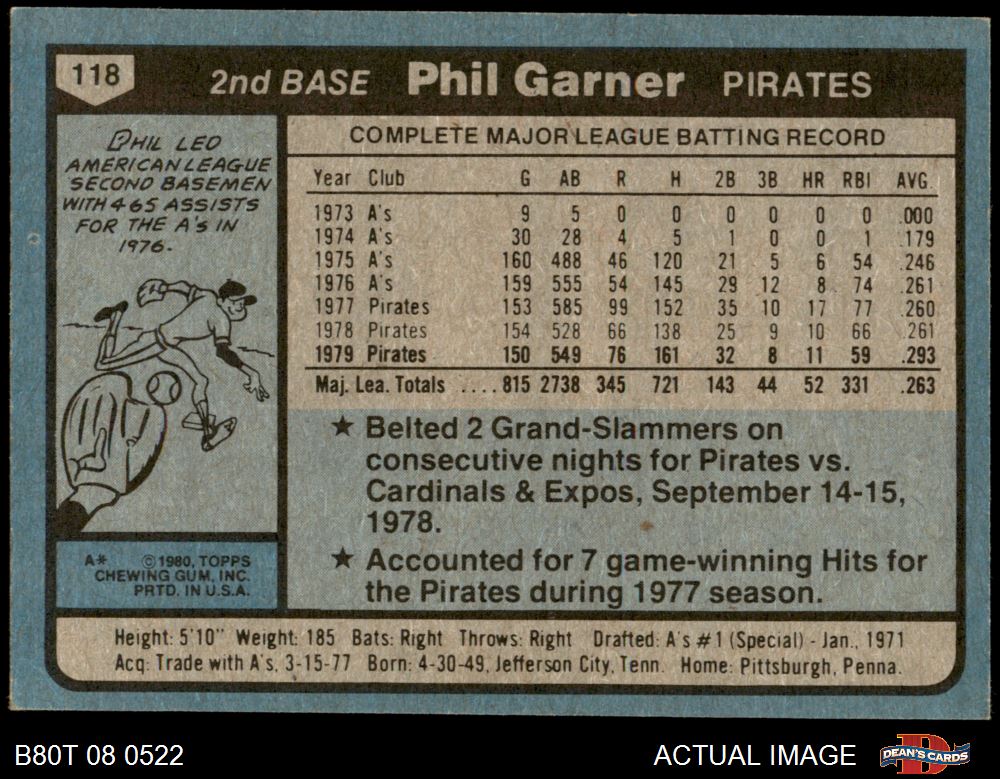 118 2nd BASE Phil Garner PIRATES
PHIL LED
AMERICAN LEAGUE
SECOND BASEMEN
WITH 465 ASSISTS
FOR THE A'S IN
1976.
A* ©1980, TOPPS
CHEWING GUM, INC.
PRTD. IN U.S.A.
COMPLETE MAJOR LEAGUE BATTING RECORD
Year Club G AB R H 2B 3B HR RBI AVG.
1973 A's 9 5 0 0 0 0 0 0 .000
1974 A's 30 28 4 5 1 0 0 1 .179
1975 A's 160 488 46 120 21 5 6 54 .246
1976 A's 159 555 54 145 29 12 8 74 .261
1977 Pirates 153 585 99 152 35 10 17 77 .260
1978 Pirates 154 528 66 138 25 9 10 66 .261
1979 Pirates 150 549 76 161 32 8 11 59 .293
Maj. Lea. Totals ....815 2738 345 721 143 44 52 331 .263
★ Belted 2 Grand-Slammers on
consecutive nights for Pirates vs.
Cardinals & Expos, September 14-15,
1978.
★ Accounted for 7 game-winning Hits for
the Pirates during 1977 season.
Height: 5'10" Weight: 185 Bats: Right Throws: Right Drafted: A's #1 (Special) - Jan., 1971
Acq: Trade with A's, 3-15-77 Born: 4-30-49, Jefferson City, Tenn. Home: Pittsburgh, Penna.
B80T 08 0522 ACTUAL IMAGE DEAN'S CARDS